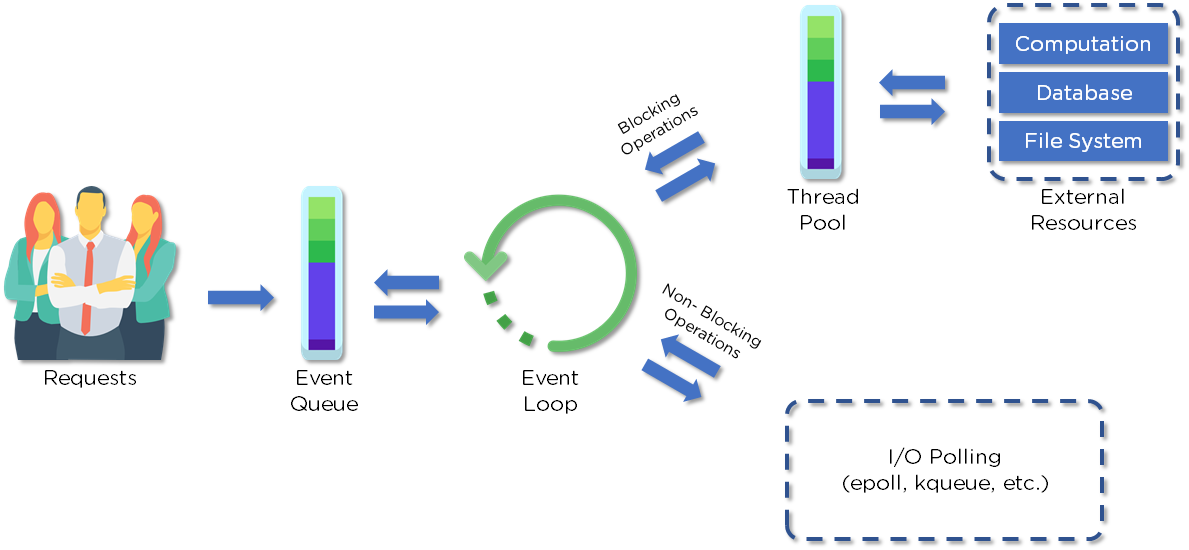 Requests
Event
Queue
Event
Loop
Blocking
Operations
Non- Blocking
Operations
Thread
Pool
Computation
Database
File System
External
Resources
I/O Polling
(epoll, kqueue, etc.)